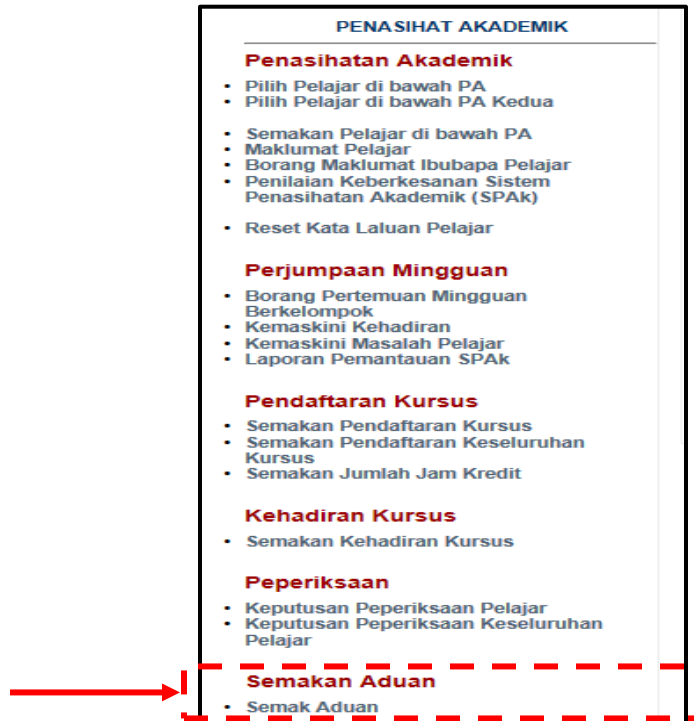 PENASIHAT AKADEMIK
Penasihatan Akademik
• Pilih Pelajar di bawah PA
• Pilih Pelajar di bawah PA Kedua
• Semakan Pelajar di bawah PA
• Maklumat Pelajar
• Borang Maklumat Ibubapa Pelajar
• Penilaian Keberkesanan Sistem
Penasihatan Akademik (SPAk)
• Reset Kata Laluan Pelajar
Perjumpaan Mingguan
• Borang Pertemuan Mingguan
Berkelompok
• Kemaskini Kehadiran
• Kemaskini Masalah Pelajar
• Laporan Pemantauan SPAk
Pendaftaran Kursus
• Semakan Pendaftaran Kursus
• Semakan Pendaftaran Keseluruhan
Kursus
• Semakan Jumlah Jam Kredit
Kehadiran Kursus
• Semakan Kehadiran Kursus
Peperiksaan
• Keputusan Peperiksaan Pelajar
• Keputusan Peperiksaan Keseluruhan
Pelajar
Semakan Aduan
• Semak Aduan